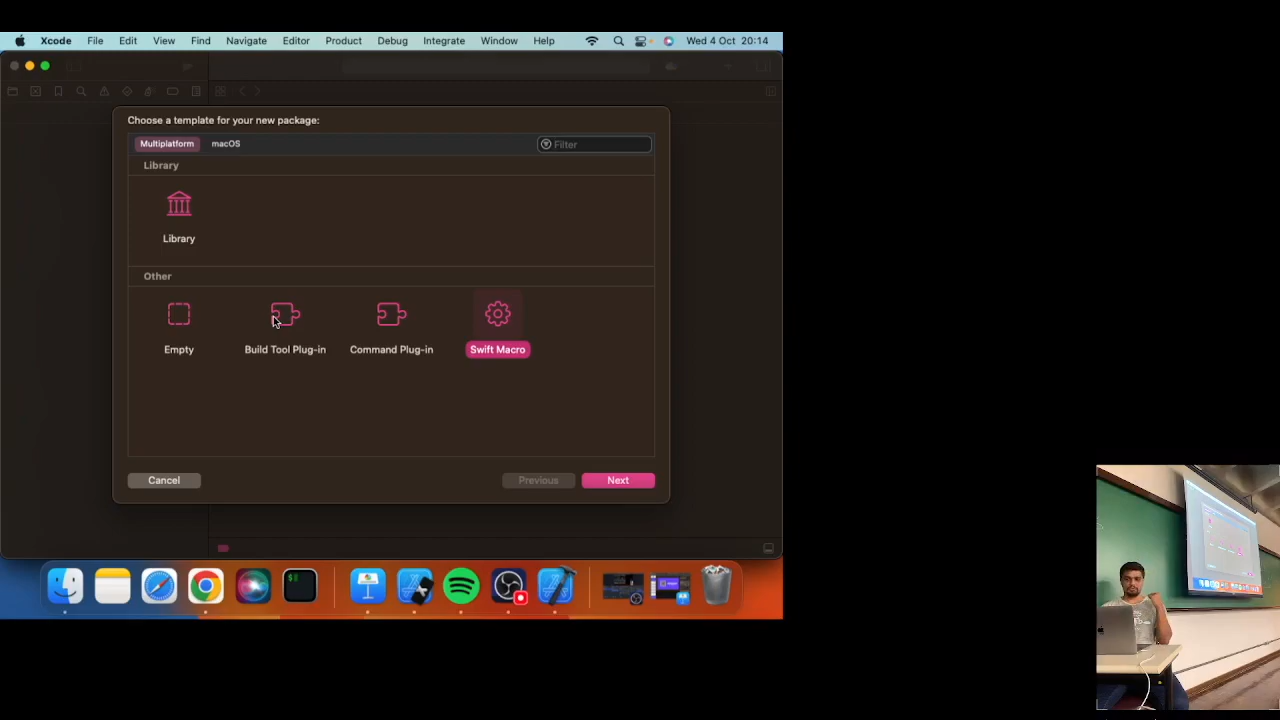 Xcode File Edit View Find Navigate Editor Product Debug Integrate Window Help Wed 4 Oct 20:14
Choose a template for your new package:
Multiplatform macOS Filter
Library
Library
Other
Empty Build Tool Plug-in Command Plug-in Swift Macro
Cancel Previous Next